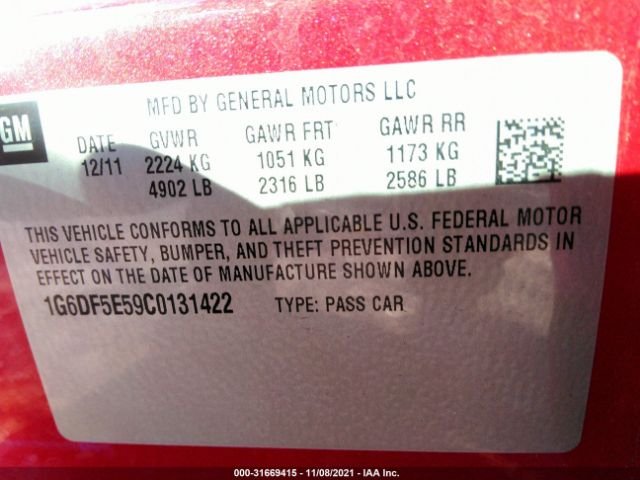 MFD BY GENERAL MOTORS LLC
GM
DATE GVWR GAWR FRT GAWR RR
12/11 2224 KG 1051 KG 1173 KG
4902 LB 2316 LB 2586 LB
THIS VEHICLE CONFORMS TO ALL APPLICABLE U.S. FEDERAL MOTOR
VEHICLE SAFETY, BUMPER, AND THEFT PREVENTION STANDARDS IN
EFFECT ON THE DATE OF MANUFACTURE SHOWN ABOVE.
1G6DF5E59C0131422 TYPE: PASS CAR
000-31669415 - 11/08/2021 - IAA Inc.